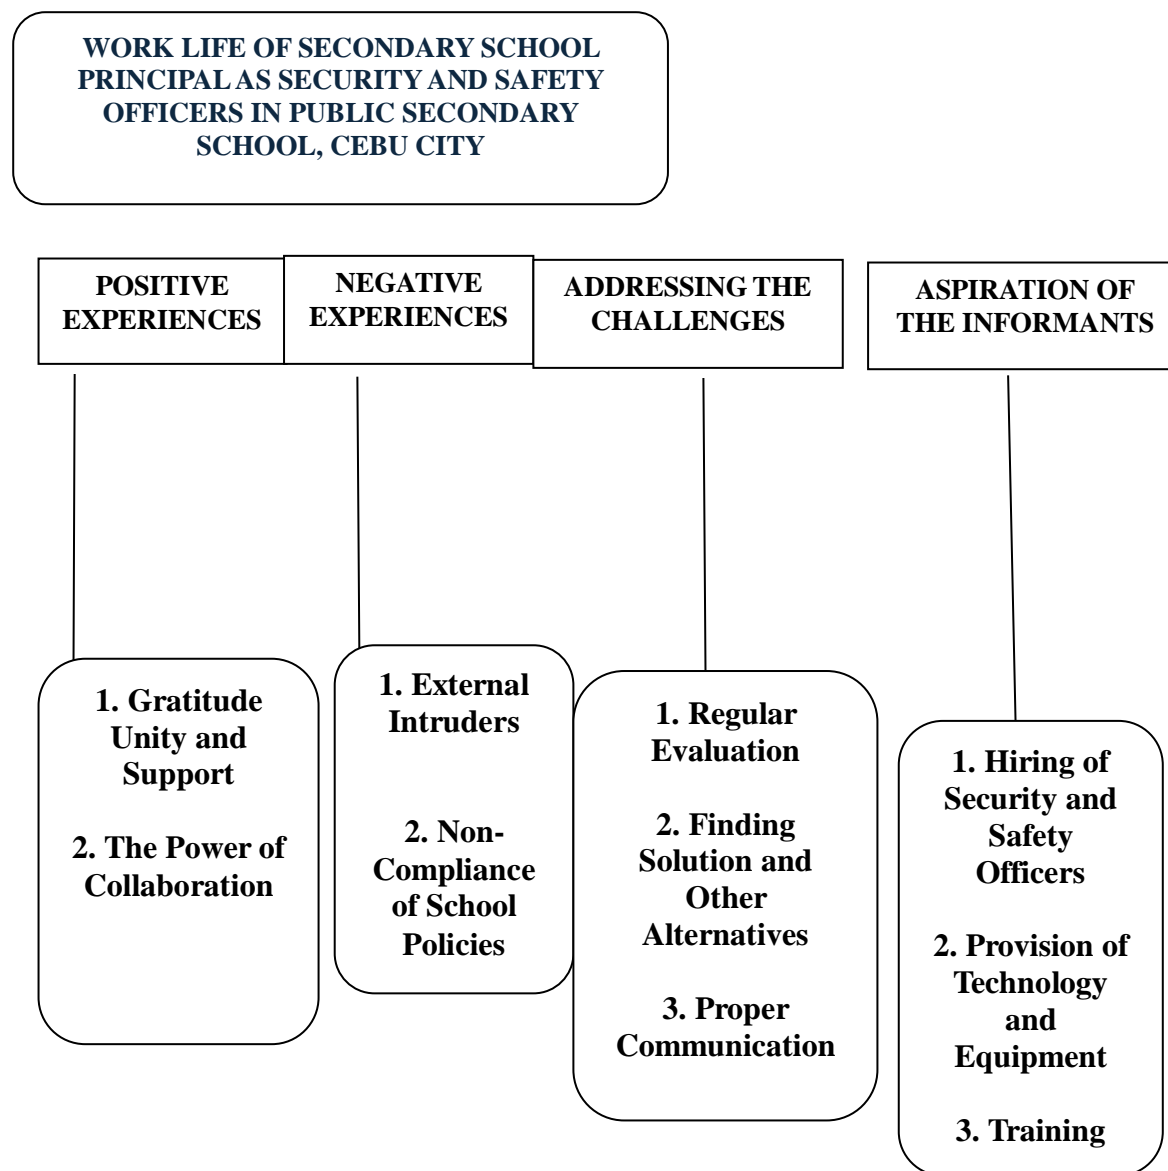 WORK LIFE OF SECONDARY SCHOOL
PRINCIPAL AS SECURITY AND SAFETY
OFFICERS IN PUBLIC SECONDARY
SCHOOL, CEBU CITY
POSITIVE
EXPERIENCES
NEGATIVE
EXPERIENCES
ADDRESSING THE
CHALLENGES
ASPIRATION OF
THE INFORMANTS
1. Gratitude
Unity and
Support
2. The Power of
Collaboration
1. External
Intruders
2. Non-
Compliance
of School
Policies
1. Regular
Evaluation
2. Finding
Solution and
Other
Alternatives
3. Proper
Communication
1. Hiring of
Security and
Safety
Officers
2. Provision of
Technology
and
Equipment
3. Training